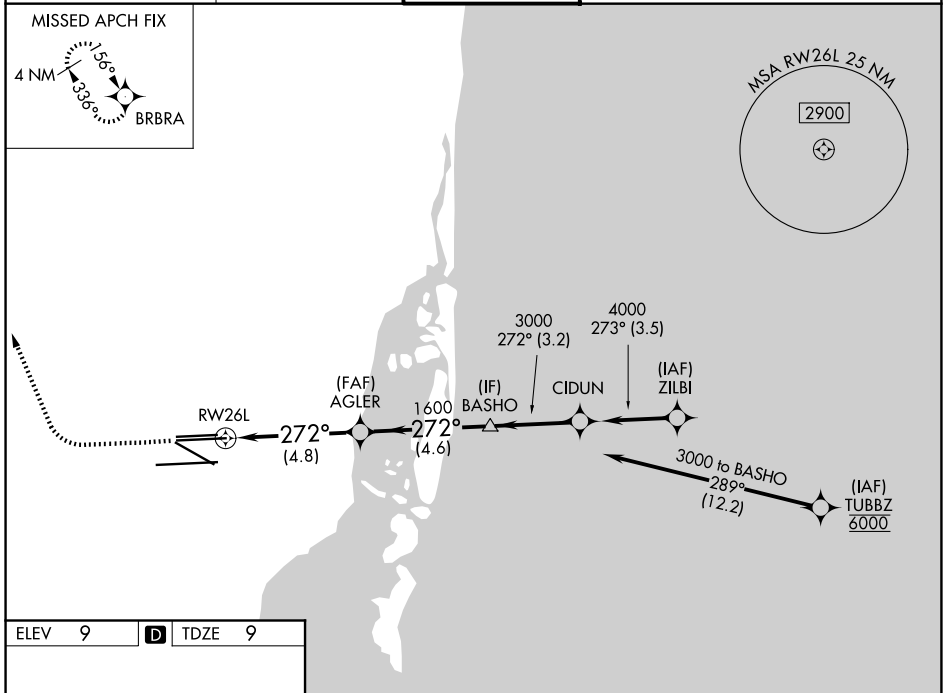 MISSED APCH FIX
4 NM
156°
336°
BRBRA
MSA RW26L 25 NM
2900
4000
273° (3.5)
3000
272° (3.2)
(IAF)
ZILBI
CIDUN
(IF)
BASHO
(FAF)
AGLER
1600
272°
(4.6)
RW26L
272°
(4.8)
3000 to BASHO
289°
(12.2)
(IAF)
TUBBZ
6000
ELEV 9 D TDZE 9